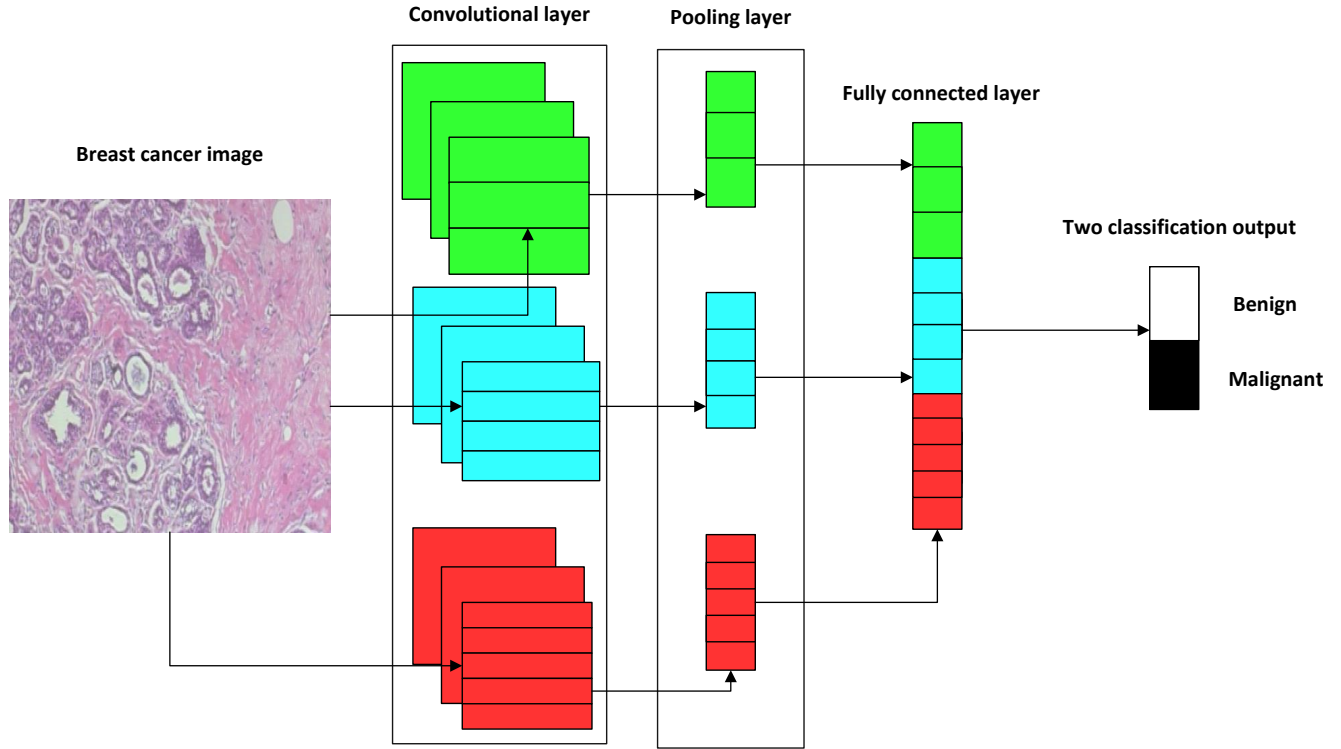 Convolutional layer
Pooling layer
Fully connected layer
Breast cancer image
Two classification output
Benign
Malignant